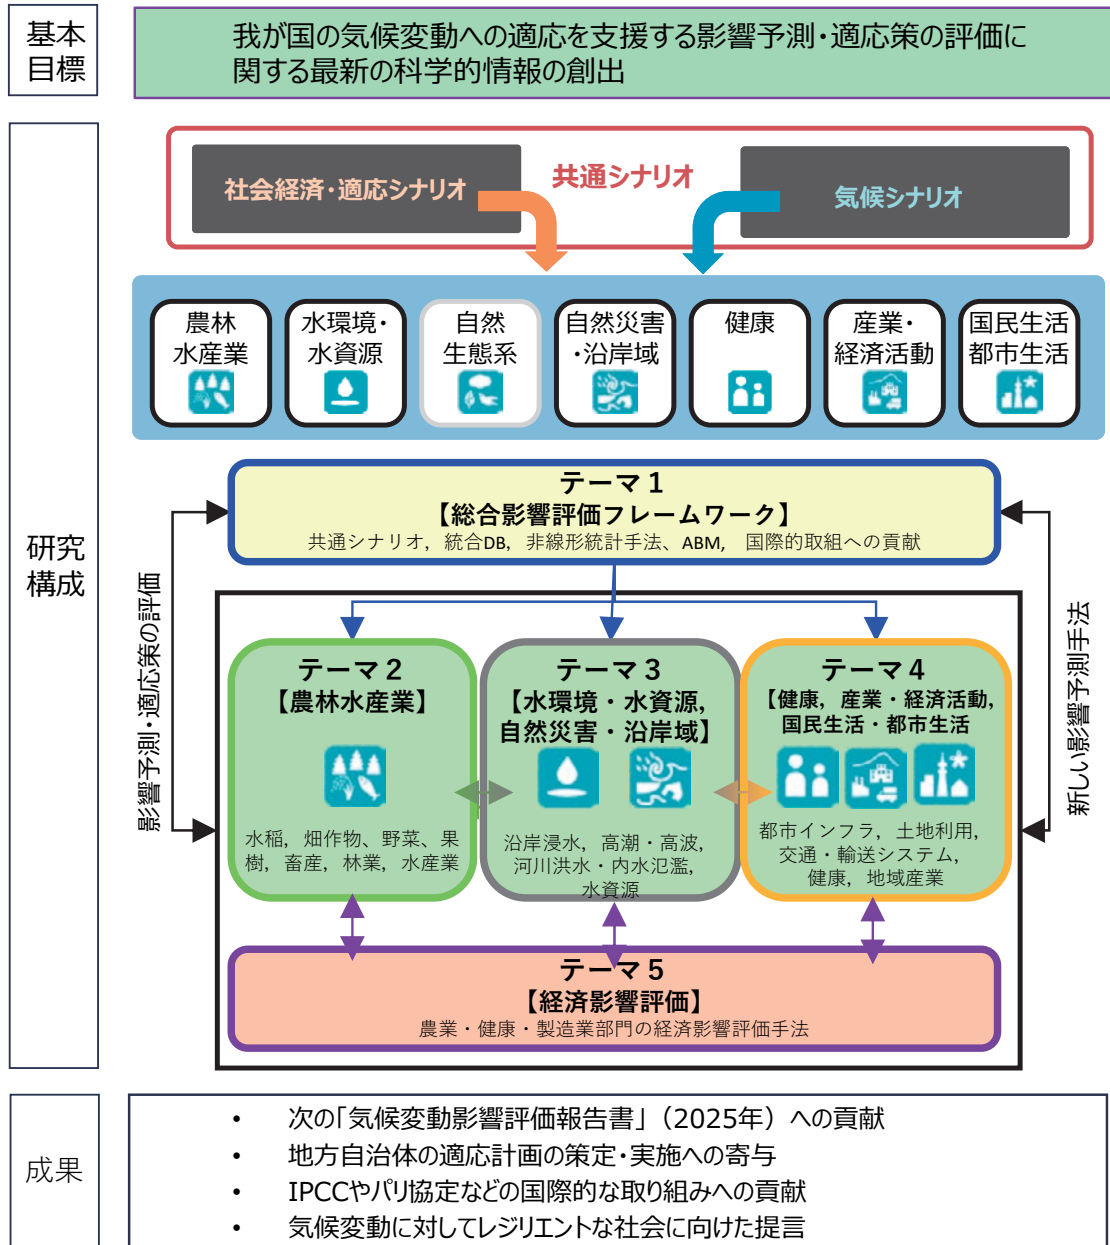 基本
目標
我が国の気候変動への適応を支援する影響予測・適応策の評価に
関する最新の科学的情報の創出
研究
構成
共通シナリオ
社会経済・適応シナリオ
気候シナリオ
農林
水産業
水環境・
水資源
自然
生態系
自然災害
・沿岸域
健康
産業・
経済活動
国民生活
都市生活
テーマ１
【総合影響評価フレームワーク】
共通シナリオ，統合DB，非線形統計手法、ABM， 国際的取組への貢献
影響予測・適応策の評価
新しい影響予測手法
テーマ２
【農林水産業】
水稲，畑作物、野菜、果
樹，畜産，林業，水産業
テーマ３
【水環境・水資源，
自然災害・沿岸域】
沿岸浸水，高潮・高波，
河川洪水・内水氾濫，
水資源
テーマ４
【健康，産業・経済活動，
国民生活・都市生活
都市インフラ，土地利用，
交通・輸送システム，
健康，地域産業
テーマ５
【経済影響評価】
農業・健康・製造業部門の経済影響評価手法
成果
• 次の「気候変動影響評価報告書」（2025年）への貢献
• 地方自治体の適応計画の策定・実施への寄与
• IPCCやパリ協定などの国際的な取り組みへの貢献
• 気候変動に対してレジリエントな社会に向けた提言